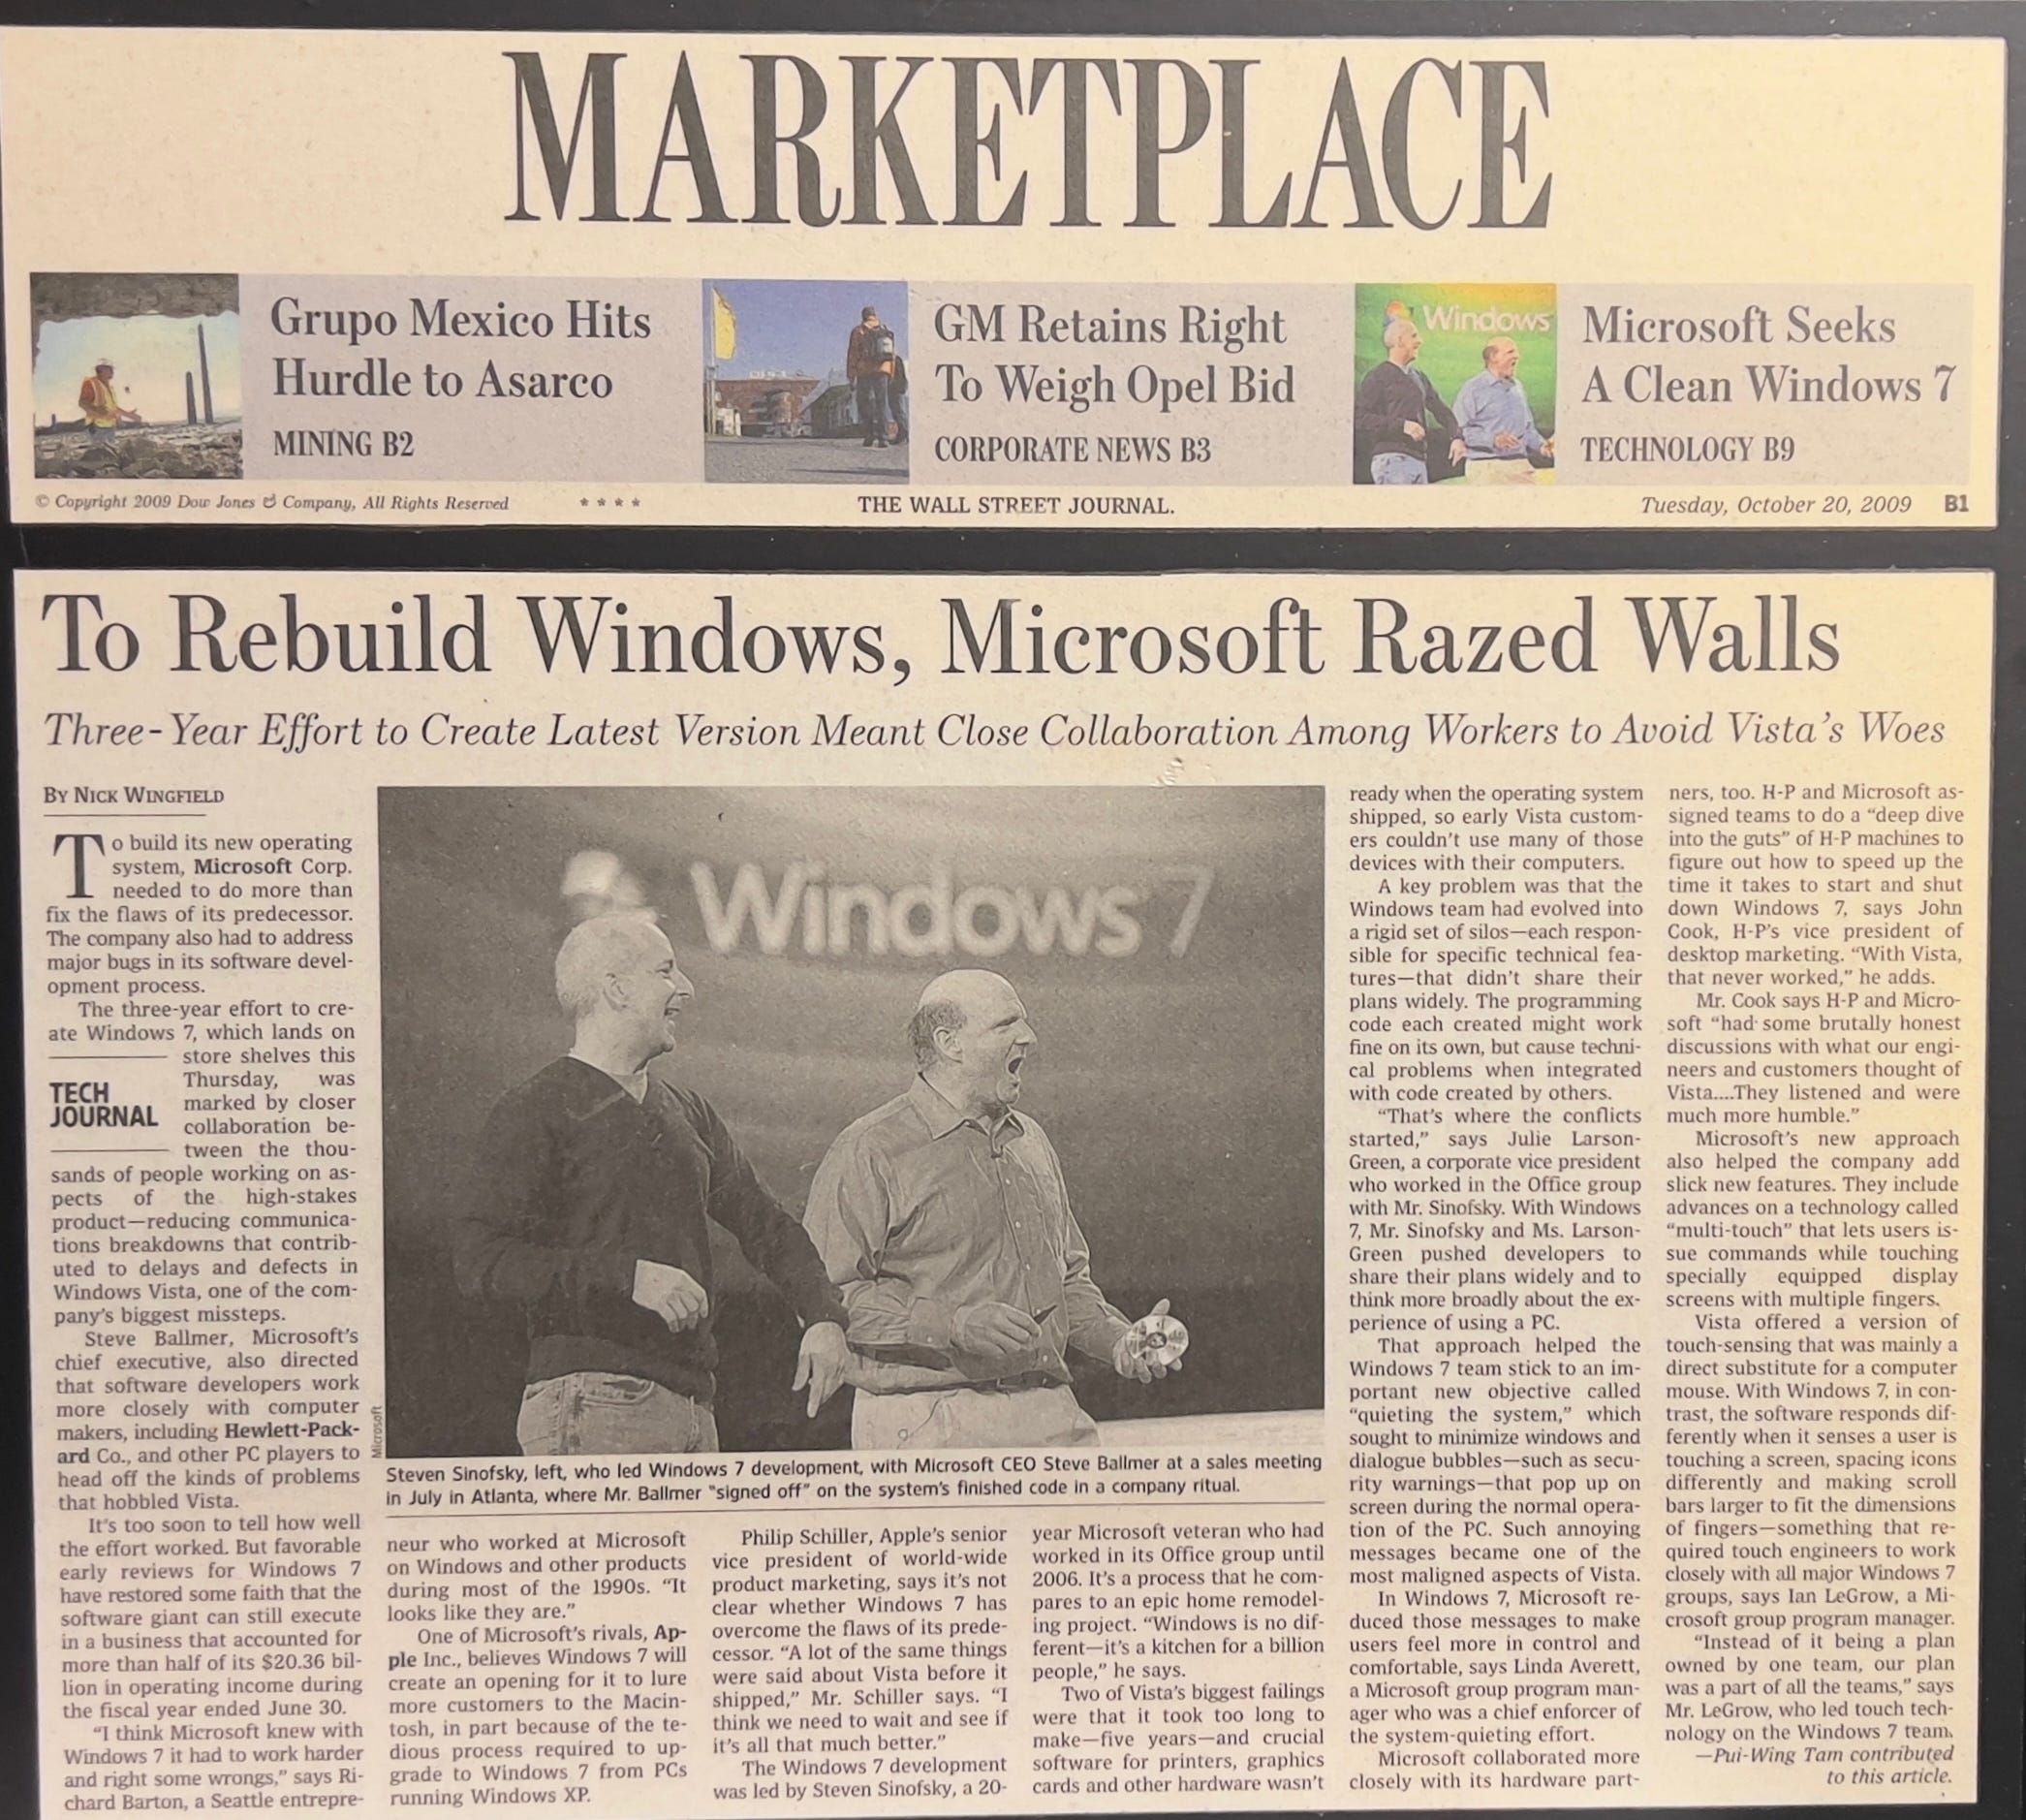 MARKETPLACE
Grupo Mexico Hits
Hurdle to Asarco
MINING B2
GM Retains Right
To Weigh Opel Bid
CORPORATE NEWS B3
Windows
Microsoft Seeks
A Clean Windows 7
TECHNOLOGY B9
© Copyright 2009 Dow Jones & Company, All Rights Reserved
* * * *
THE WALL STREET JOURNAL.
Tuesday, October 20, 2009 B1
To Rebuild Windows, Microsoft Razed Walls
Three-Year Effort to Create Latest Version Meant Close Collaboration Among Workers to Avoid Vista's Woes
BY NICK WINGFIELD
To build its new operating
system, Microsoft Corp.
needed to do more than
fix the flaws of its predecessor.
The company also had to address
major bugs in its software devel-
opment process.
The three-year effort to cre-
ate Windows 7, which lands on
store shelves this
Thursday, was
marked by closer
collaboration be-
tween the thou-
TECH
JOURNAL
sands of people working on as-
pects of the high-stakes
product—reducing communica-
tions breakdowns that contrib-
uted to delays and defects in
Windows Vista, one of the com-
pany's biggest missteps.
Steve Ballmer, Microsoft's
chief executive, also directed
that software developers work
more closely with computer
makers, including Hewlett-Pack-
ard Co., and other PC players to
head off the kinds of problems
that hobbled Vista.
It's too soon to tell how well
the effort worked. But favorable
early reviews for Windows 7
have restored some faith that the
software giant can still execute
in a business that accounted for
more than half of its $20.36 bil-
lion in operating income during
the fiscal year ended June 30.
"I think Microsoft knew with
Windows 7 it had to work harder
and right some wrongs," says Ri-
chard Barton, a Seattle entrepre-
Windows 7
Microsoft
Steven Sinofsky, left, who led Windows 7 development, with Microsoft CEO Steve Ballmer at a sales meeting
in July in Atlanta, where Mr. Ballmer "signed off" on the system's finished code in a company ritual.
neur who worked at Microsoft
on Windows and other products
during most of the 1990s. "It
looks like they are."
One of Microsoft's rivals, Ap-
ple Inc., believes Windows 7 will
create an opening for it to lure
more customers to the Macin-
tosh, in part because of the te-
dious process required to up-
grade to Windows 7 from PCs
running Windows XP.
Philip Schiller, Apple's senior
vice president of world-wide
product marketing, says it's not
clear whether Windows 7 has
overcome the flaws of its prede-
cessor. "A lot of the same things
were said about Vista before it
shipped," Mr. Schiller says. "I
think we need to wait and see if
it's all that much better."
The Windows 7 development
was led by Steven Sinofsky, a 20-
year Microsoft veteran who had
worked in its Office group until
2006. It's a process that he com-
pares to an epic home remodel-
ing project. "Windows is no dif-
ferent—it's a kitchen for a billion
people," he says.
Two of Vista's biggest failings
were that it took too long to
make—five years—and crucial
software for printers, graphics
cards and other hardware wasn't
ready when the operating system
shipped, so early Vista custom-
ers couldn't use many of those
devices with their computers.
A key problem was that the
Windows team had evolved into
a rigid set of silos—each respon-
sible for specific technical fea-
tures—that didn't share their
plans widely. The programming
code each created might work
fine on its own, but cause techni-
cal problems when integrated
with code created by others.
"That's where the conflicts
started," says Julie Larson-
Green, a corporate vice president
who worked in the Office group
with Mr. Sinofsky. With Windows
7, Mr. Sinofsky and Ms. Larson-
Green pushed developers to
share their plans widely and to
think more broadly about the ex-
perience of using a PC.
That approach helped the
Windows 7 team stick to an im-
portant new objective called
"quieting the system," which
sought to minimize windows and
dialogue bubbles—such as secu-
rity warnings—that pop up on
screen during the normal opera-
tion of the PC. Such annoying
messages became one of the
most maligned aspects of Vista.
In Windows 7, Microsoft re-
duced those messages to make
users feel more in control and
comfortable, says Linda Averett,
a Microsoft group program man-
ager who was a chief enforcer of
the system-quieting effort.
Microsoft collaborated more
closely with its hardware part-
ners, too. H-P and Microsoft as-
signed teams to do a "deep dive
into the guts" of H-P machines to
figure out how to speed up the
time it takes to start and shut
down Windows 7, says John
Cook, H-P's vice president of
desktop marketing. "With Vista,
that never worked," he adds.
Mr. Cook says H-P and Micro-
soft "had some brutally honest
discussions with what our engi-
neers and customers thought of
Vista....They listened and were
much more humble."
Microsoft's new approach
also helped the company add
slick new features. They include
advances on a technology called
"multi-touch" that lets users is-
sue commands while touching
specially equipped display
screens with multiple fingers.
Vista offered a version of
touch-sensing that was mainly a
direct substitute for a computer
mouse. With Windows 7, in con-
trast, the software responds dif-
ferently when it senses a user is
touching a screen, spacing icons
differently and making scroll
bars larger to fit the dimensions
of fingers—something that re-
quired touch engineers to work
closely with all major Windows 7
groups, says Ian LeGrow, a Mi-
crosoft group program manager.
"Instead of it being a plan
owned by one team, our plan
was a part of all the teams," says
Mr. LeGrow, who led touch tech-
nology on the Windows 7 team.
—Pui-Wing Tam contributed
to this article.